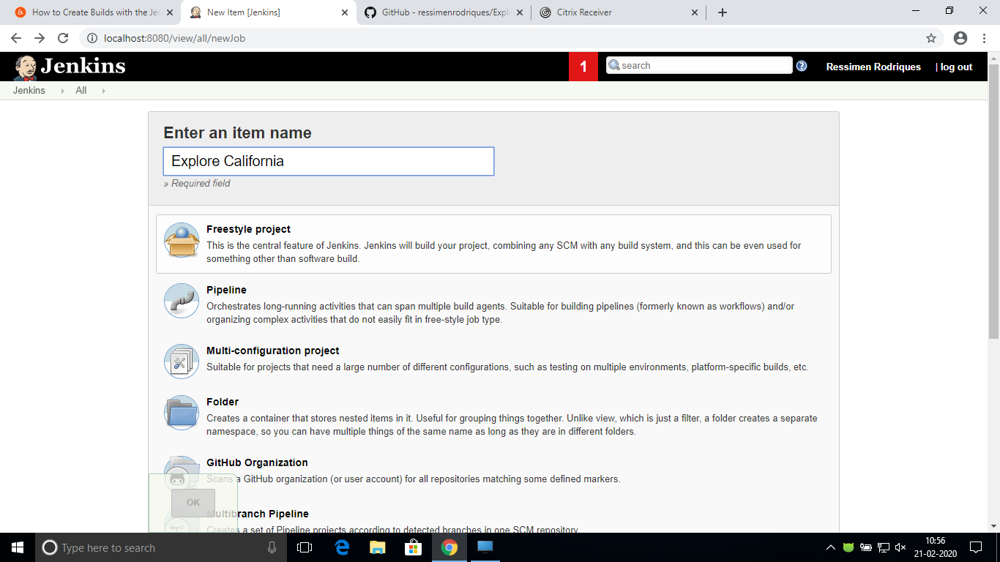 How to Create Builds with the Jer
New Item [Jenkins]
GitHub - ressimenrodriques/Expl
Citrix Receiver
localhost:8080/view/all/newJob
Jenkins
1
search
?
Ressimen Rodriques
| log out
Jenkins
All
Enter an item name
Explore California
» Required field
Freestyle project
This is the central feature of Jenkins. Jenkins will build your project, combining any SCM with any build system, and this can be even used for
something other than software build.
Pipeline
Orchestrates long-running activities that can span multiple build agents. Suitable for building pipelines (formerly known as workflows) and/or
organizing complex activities that do not easily fit in free-style job type.
Multi-configuration project
Suitable for projects that need a large number of different configurations, such as testing on multiple environments, platform-specific builds, etc.
Folder
Creates a container that stores nested items in it. Useful for grouping things together. Unlike view, which is just a filter, a folder creates a separate
namespace, so you can have multiple things of the same name as long as they are in different folders.
GitHub Organization
Scans a GitHub organization (or user account) for all repositories matching some defined markers.
OK
Multibranch Pipeline
Creates a set of Pipeline projects according to detected branches in one SCM repository.
Type here to search
10:56
21-02-2020